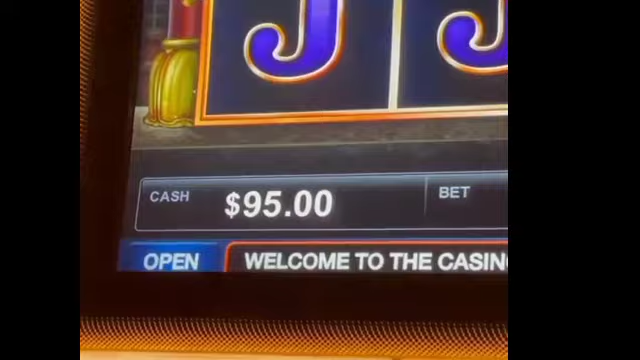 J J
CASH $95.00 BET
OPEN WELCOME TO THE CASIN